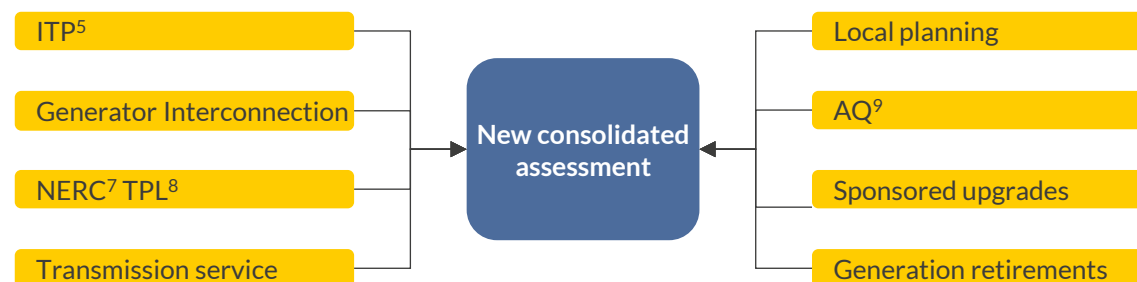 ITP⁵
Generator Interconnection
NERC⁷ TPL⁸
Transmission service
New consolidated
assessment
Local planning
AQ⁹
Sponsored upgrades
Generation retirements